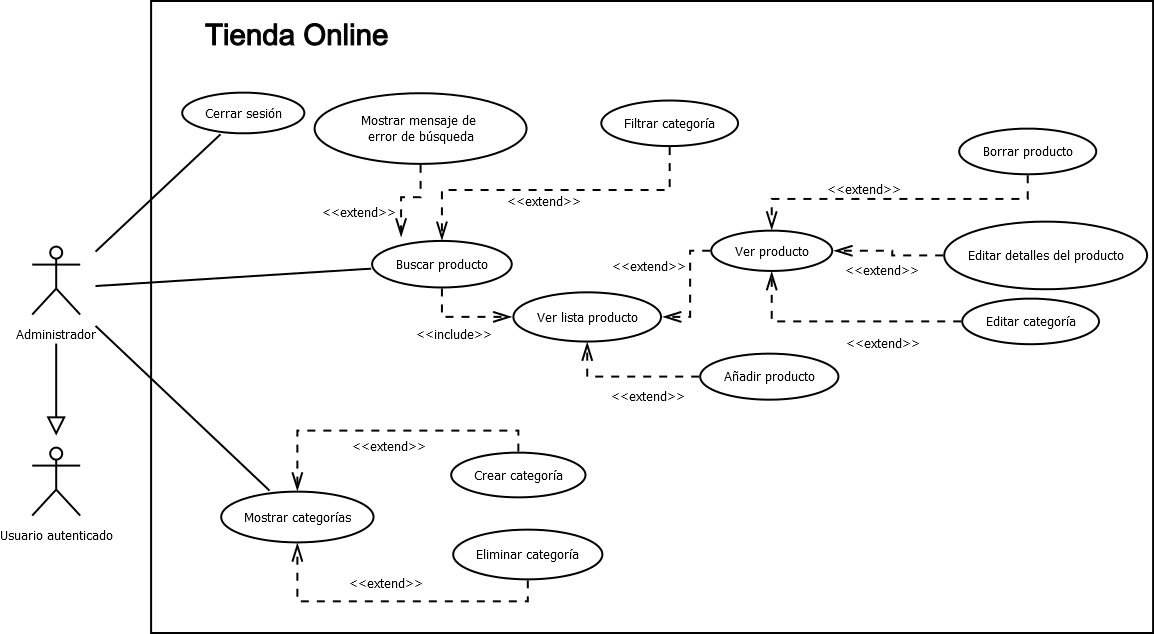 Tienda Online
Cerrar sesión
Mostrar mensaje de
error de búsqueda
Filtrar categoría
Borrar producto
<<extend>>
<<extend>>
<<extend>>
Buscar producto
Ver producto
Editar detalles del producto
<<extend>>
<<extend>>
Ver lista producto
Editar categoría
<<include>>
Administrador
<<extend>>
Añadir producto
<<extend>>
<<extend>>
Crear categoría
Mostrar categorías
Usuario autenticado
Eliminar categoría
<<extend>>